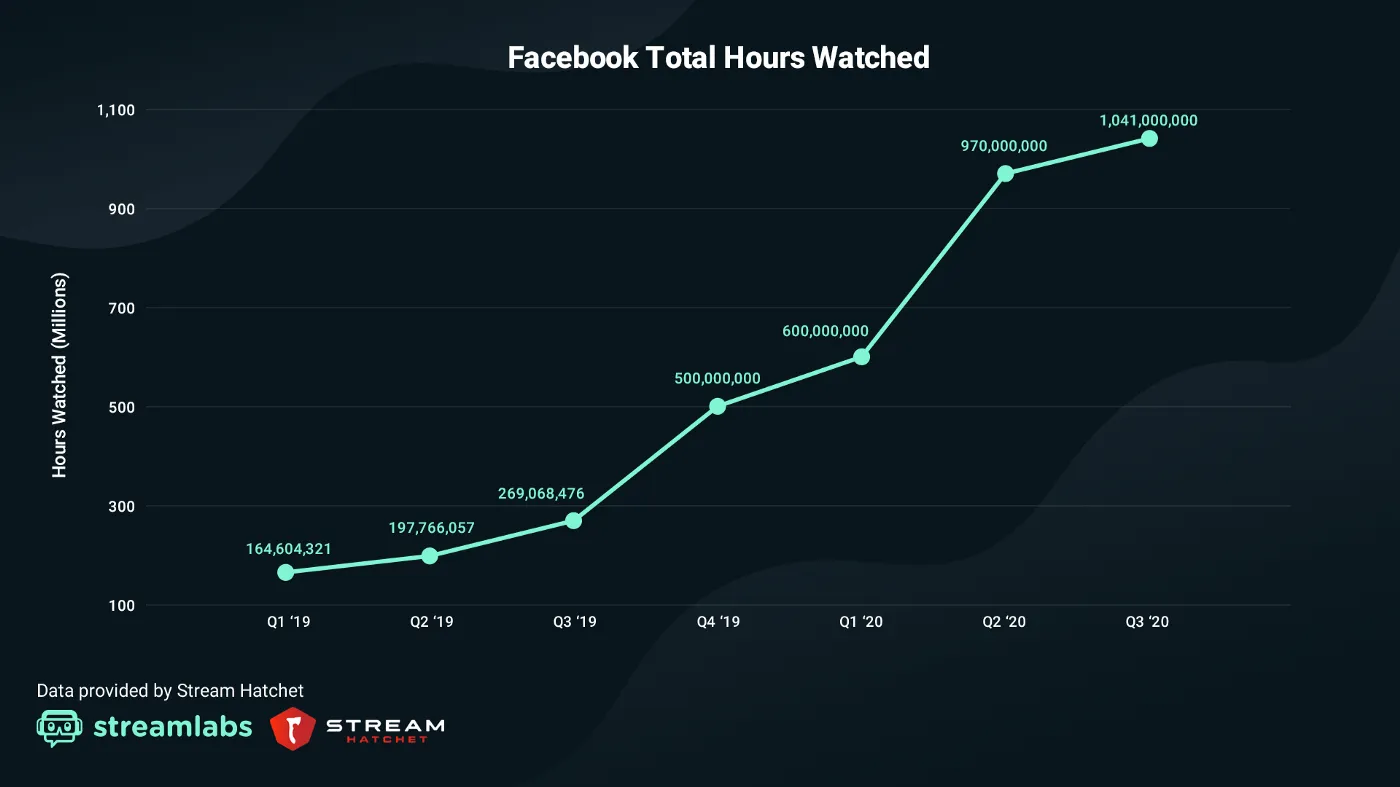 Facebook Total Hours Watched
1,100
900
700
500
300
100
Hours Watched (Millions)
164,604,321
197,766,057
269,068,476
500,000,000
600,000,000
970,000,000
1,041,000,000
Q1 ‘19
Q2 ‘19
Q3 ‘19
Q4 ‘19
Q1 ‘20
Q2 ‘20
Q3 ‘20
Data provided by Stream Hatchet
streamlabs
STREAM
HATCHET